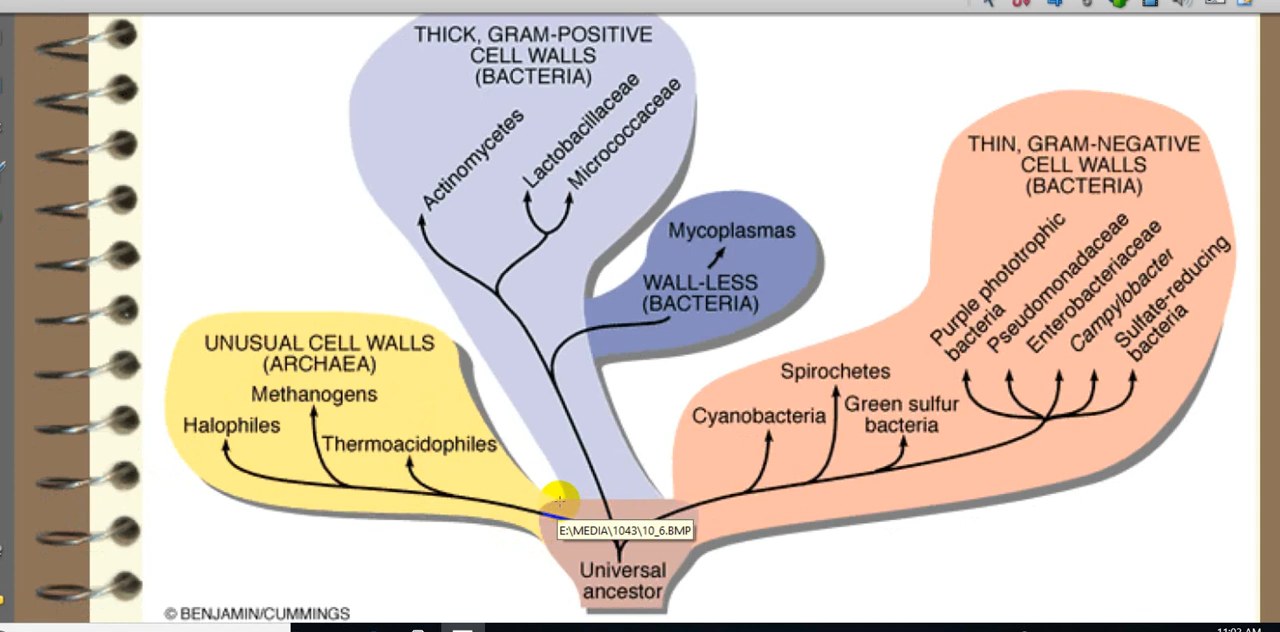 THICK, GRAM-POSITIVE
CELL WALLS
(BACTERIA)
Actinomycetes
Lactobacillaceae
Micrococcaceae
Mycoplasmas
WALL-LESS
(BACTERIA)
THIN, GRAM-NEGATIVE
CELL WALLS
(BACTERIA)
Purple phototrophic
bacteria
Pseudomonadaceae
Enterobacteriaceae
Campylobacter
Sulfate-reducing
bacteria
UNUSUAL CELL WALLS
(ARCHAEA)
Methanogens
Halophiles
Thermoacidophiles
Spirochetes
Cyanobacteria
Green sulfur
bacteria
E:\MEDIA\1043\10_6.BMP
Universal
ancestor
© BENJAMIN/CUMMINGS